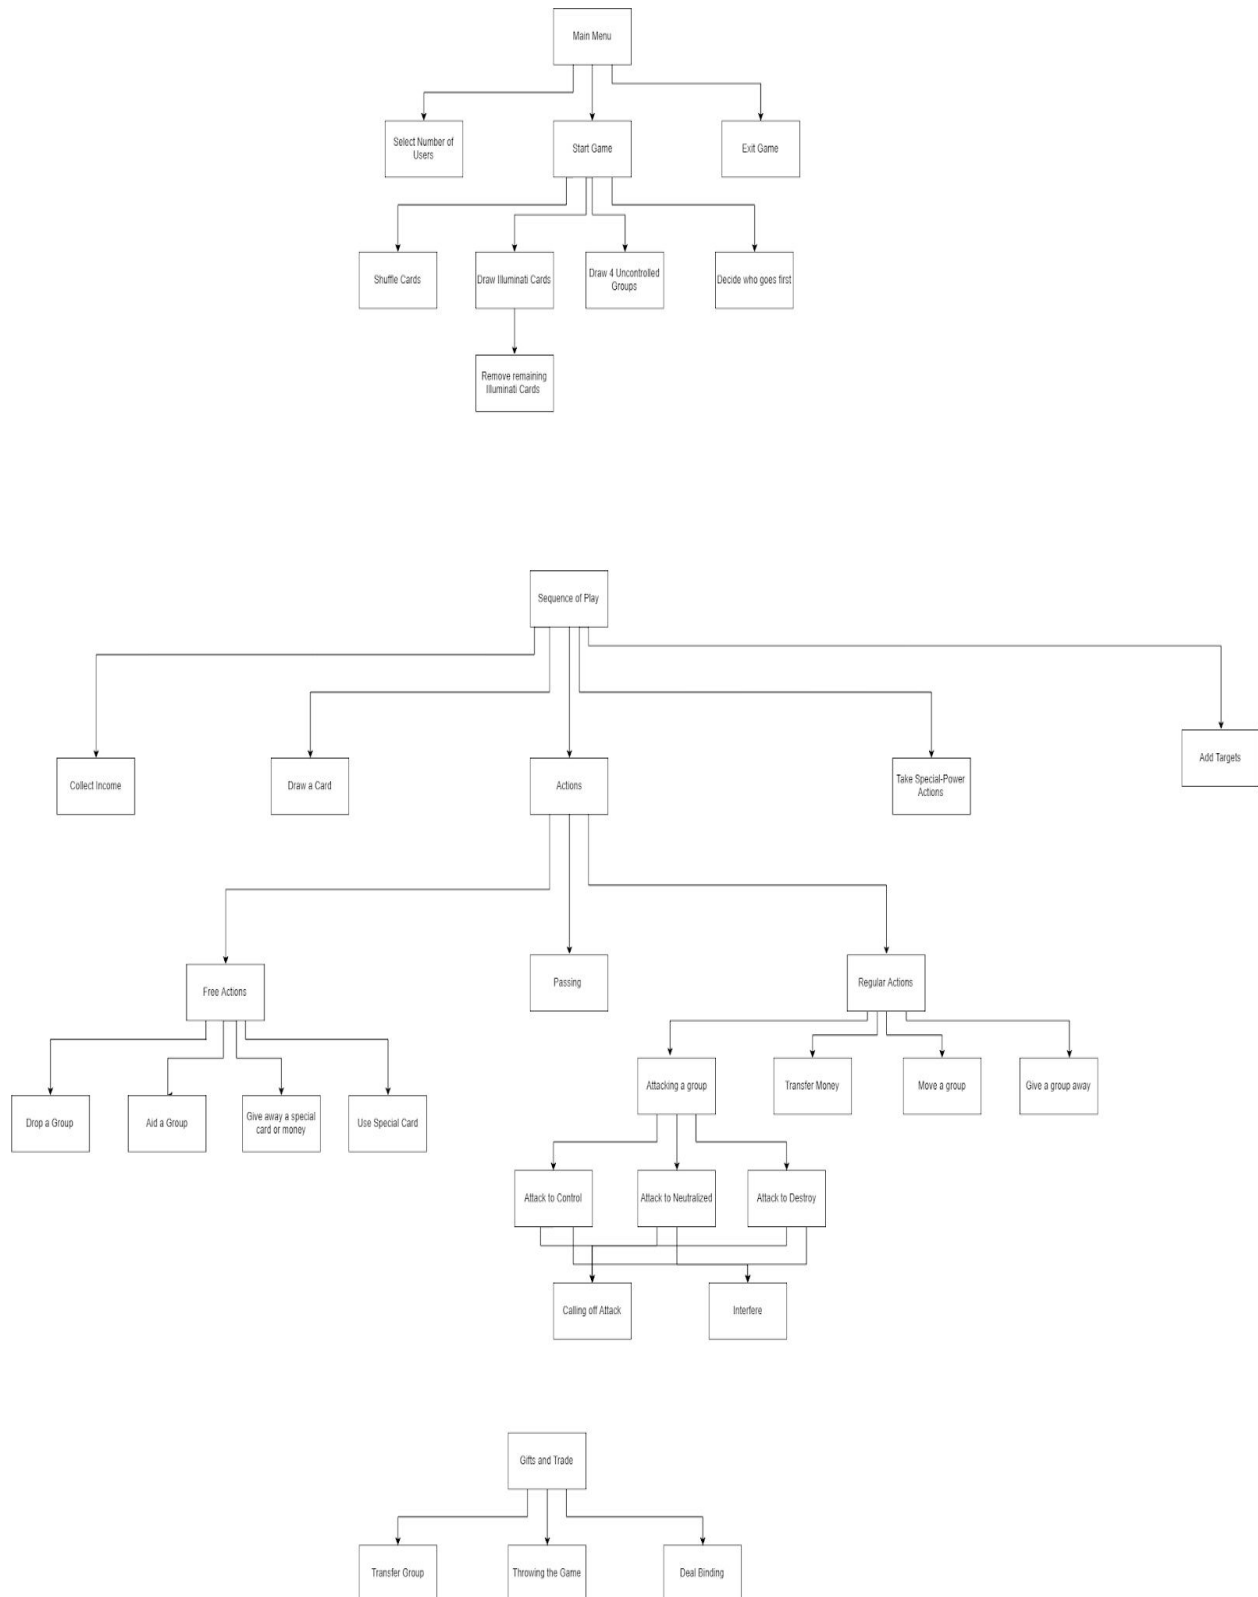 Main Menu
Select Number of
Users
Start Game
Exit Game
Shuffle Cards
Draw Illuminati Cards
Draw 4 Uncontrolled
Groups
Decide who goes first
Remove remaining
Illuminati Cards
Sequence of Play
Collect Income
Draw a Card
Actions
Take Special-Power
Actions
Add Targets
Free Actions
Passing
Regular Actions
Drop a Group
Aid a Group
Give away a special
card or money
Use Special Card
Attacking a group
Transfer Money
Move a group
Give a group away
Attack to Control
Attack to Neutralized
Attack to Destroy
Calling off Attack
Interfere
Gifts and Trade
Transfer Group
Throwing the Game
Deal Binding